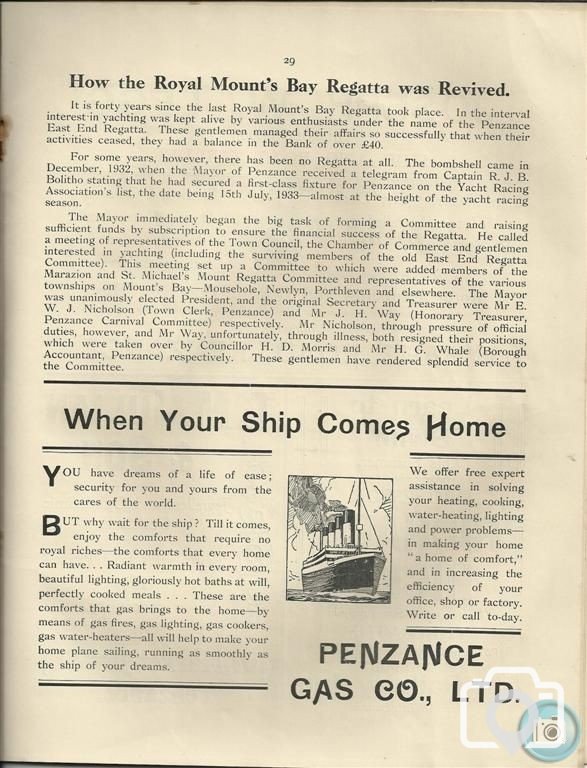 29
How the Royal Mount's Bay Regatta was Revived.
It is forty years since the last Royal Mount's Bay Regatta took place. In the interval
interest in yachting was kept alive by various enthusiasts under the name of the Penzance
East End Regatta. These gentlemen managed their affairs so successfully that when their
activities ceased, they had a balance in the Bank of over £40.
For some years, however, there has been no Regatta at all. The bombshell came in
December, 1932, when the Mayor of Penzance received a telegram from Captain R. J. B.
Bolitho stating that he had secured a first-class fixture for Penzance on the Yacht Racing
Association's list, the date being 15th July, 1933—almost at the height of the yacht racing
season.
The Mayor immediately began the big task of forming a Committee and raising
sufficient funds by subscription to ensure the financial success of the Regatta. He called
a meeting of representatives of the Town Council, the Chamber of Commerce and gentlemen
interested in yachting (including the surviving members of the old East End Regatta
Committee). This meeting set up a Committee to which were added members of the
Marazion and St. Michael's Mount Regatta Committee and representatives of the various
townships on Mount's Bay—Mousehole, Newlyn, Porthleven and elsewhere. The Mayor
was unanimously elected President, and the original Secretary and Treasurer were Mr E.
W. J. Nicholson (Town Clerk, Penzance) and Mr J. H. Way (Honorary Treasurer,
Penzance Carnival Committee) respectively. Mr Nicholson, through pressure of official
duties, however, and Mr Way, unfortunately, through illness, both resigned their positions,
which were taken over by Councillor H. D. Morris and Mr H. G. Whale (Borough
Accountant, Penzance) respectively. These gentlemen have rendered splendid service to
the Committee.
When Your Ship Comes Home
YOU have dreams of a life of ease;
security for you and yours from the
cares of the world.
BUT why wait for the ship? Till it comes,
enjoy the comforts that require no
royal riches—the comforts that every home
can have. . . Radiant warmth in every room,
beautiful lighting, gloriously hot baths at will,
perfectly cooked meals . . . These are the
comforts that gas brings to the home—by
means of gas fires, gas lighting, gas cookers,
gas water-heaters—all will help to make your
home plane sailing, running as smoothly as
the ship of your dreams.
We offer free expert
assistance in solving
your heating, cooking,
water-heating, lighting
and power problems—
in making your home
"a home of comfort,"
and in increasing the
efficiency of your
office, shop or factory.
Write or call to-day.
PENZANCE
GAS CO., LTD.